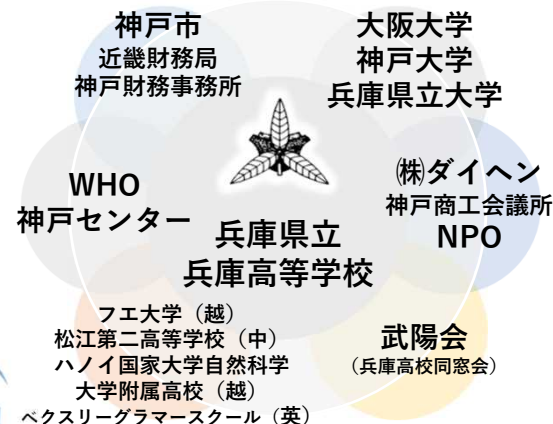 神戸市
近畿財務局
神戸財務事務所
大阪大学
神戸大学
兵庫県立大学
WHO
神戸センター
㈱ダイヘン
神戸商工会議所
NPO
兵庫県立
兵庫高等学校
フエ大学（越）
松江第二高等学校（中）
ハノイ国家大学自然科学
大学附属高校（越）
ベクスリーグラマースクール（英）
武陽会
（兵庫高校同窓会）